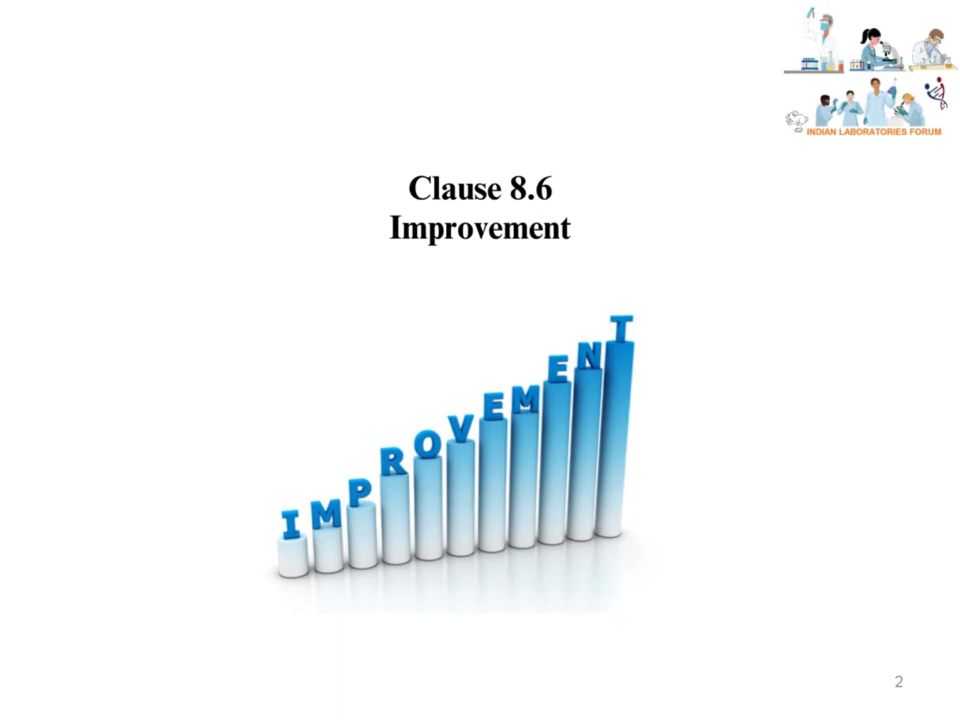 INDIAN LABORATORIES FORUM
Clause 8.6
Improvement
IMPROVEMENT
2